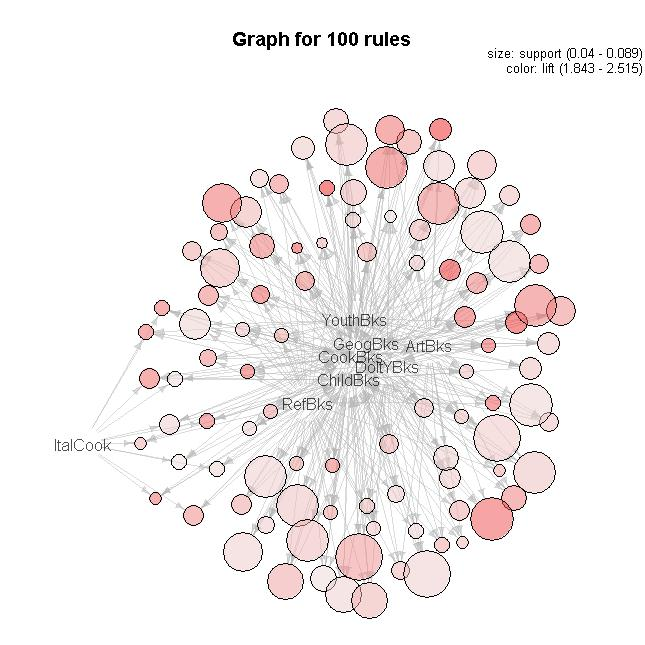 Graph for 100 rules
size: support (0.04 - 0.089)
color: lift (1.843 - 2.515)
YouthBks
GeogBks
ArtBks
CookBks
DoItYBks
ChildBks
RefBks
ItalCook